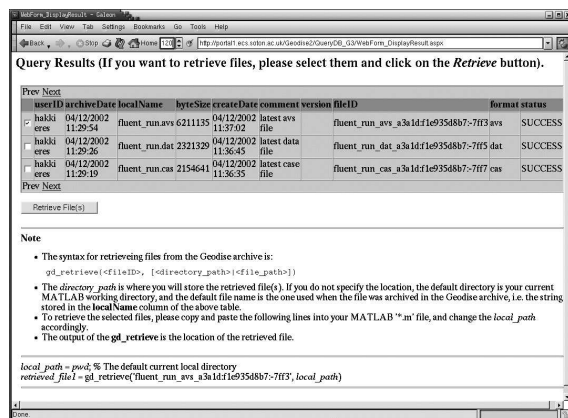 WebForm_DisplayResult - Galeon
File Edit View Tab Settings Bookmarks Go Tools Help
Back Stop Home 120 http://portal1.ecs.soton.ac.uk/Geodise2/QueryDB_G3/WebForm_DisplayResult.aspx
Query Results (If you want to retrieve files, please select them and click on the Retrieve button).
Prev Next
userID archiveDate localName byteSize createDate comment version fileID format status
hakki eres 04/12/2002 11:29:54 fluent_run.avs 6211135 04/12/2002 11:37:02 latest avs file fluent_run_avs_a3a1d:f1e935d8b7:-7ff3 avs SUCCESS
hakki eres 04/12/2002 11:29:26 fluent_run.dat 2321329 04/12/2002 11:36:45 latest data file fluent_run_dat_a3a1d:f1e935d8b7:-7ff5 dat SUCCESS
hakki eres 04/12/2002 11:29:19 fluent_run.cas 2154641 04/12/2002 11:36:35 latest case file fluent_run_cas_a3a1d:f1e935d8b7:-7ff7 cas SUCCESS
Prev Next
Retrieve File(s)
Note
• The syntax for retrieveing files from the Geodise archive is:
gd_retrieve(<fileID>, [<directory_path>|<file_path>])
• The directory_path is where you will store the retrieved file(s). If you do not specify the location, the default directory is your current
MATLAB working directory, and the default file name is the one used when the file was archived in the Geodise archive, i.e. the string
stored in the localName column of the above table.
• To retrieve the selected files, please copy and paste the following lines into your MATLAB '*.m' file, and change the local_path
accordingly.
• The output of the gd_retrieve is the location of the retrieved file.
local_path = pwd; % The default current local directory
retrieved_file1 = gd_retrieve('fluent_run_avs_a3a1d:f1e935d8b7:-7ff3', local_path)
Done.